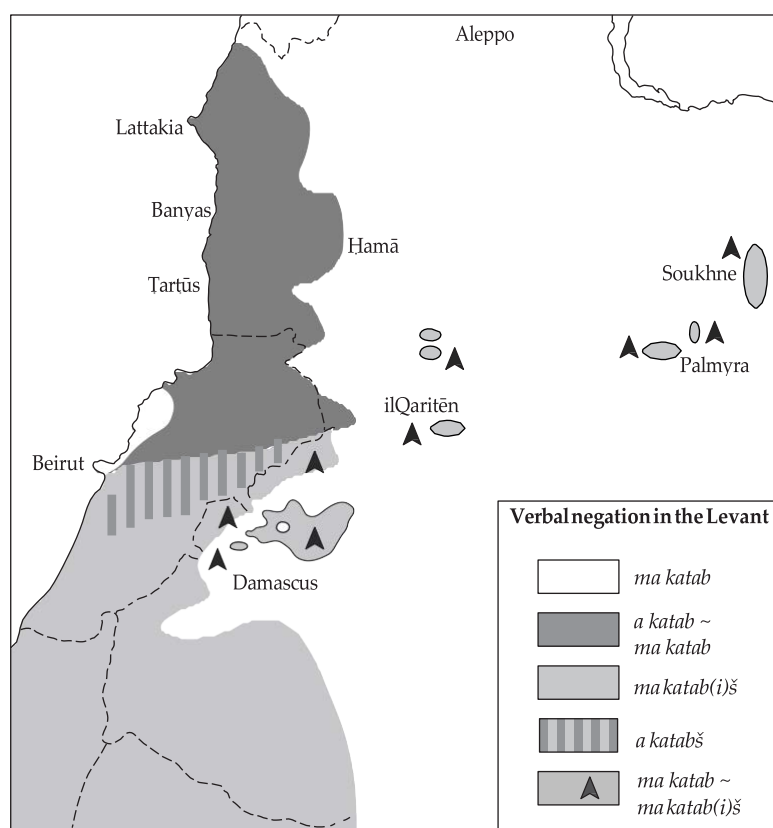 Aleppo
Lattakia
Banyas
Ḥamā
Soukhne
Ṭarṭūs
Palmyra
ilQaritēn
Beirut
Damascus
Verbal negation in the Levant
ma katab
a katab ~
ma katab
ma katab(i)š
a katabš
ma katab ~
ma katab(i)š